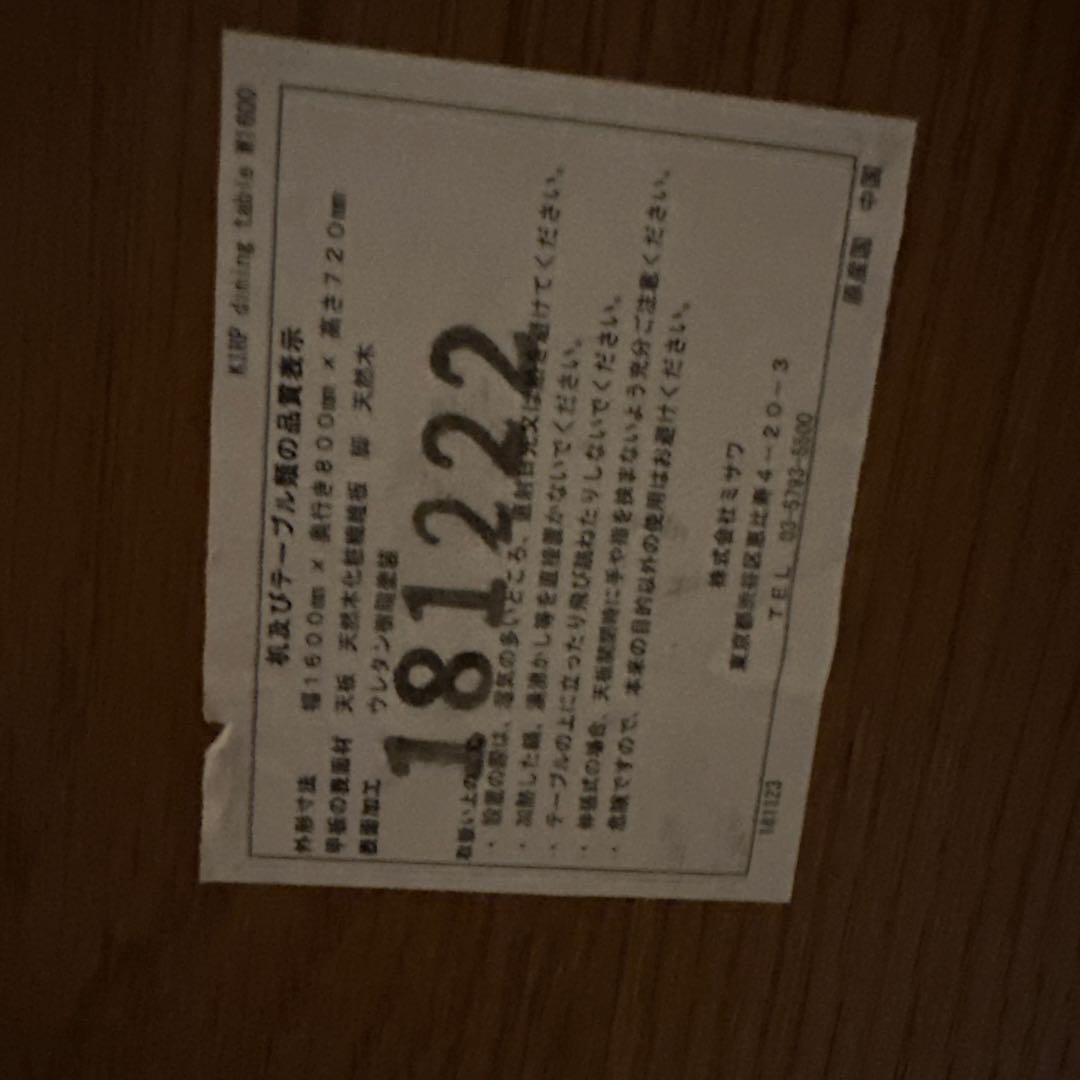 KIRP dining table W1600
机及びテーブル類の品質表示
外形寸法 幅1600mm × 奥行き800mm × 高さ720mm
甲板の表面材 天板 天然木化粧繊維板 脚 天然木
表面加工 ウレタン樹脂塗装
取扱い上の
181222
・設置の際は、湿気の多いところ、直射日光又は熱を避けてください。
・加熱した鍋、湯沸かし等を直接置かないでください。
・テーブルの上に立ったり飛び跳ねたりしないでください。
・伸張式の場合、天板開閉時に手や指を挟まないよう充分ご注意ください。
・危険ですので、本来の目的以外の使用はお避けください。
株式会社ミサワ
東京都渋谷区恵比寿4-20-3
TEL 03-5793-5500
181123
原産国 中国